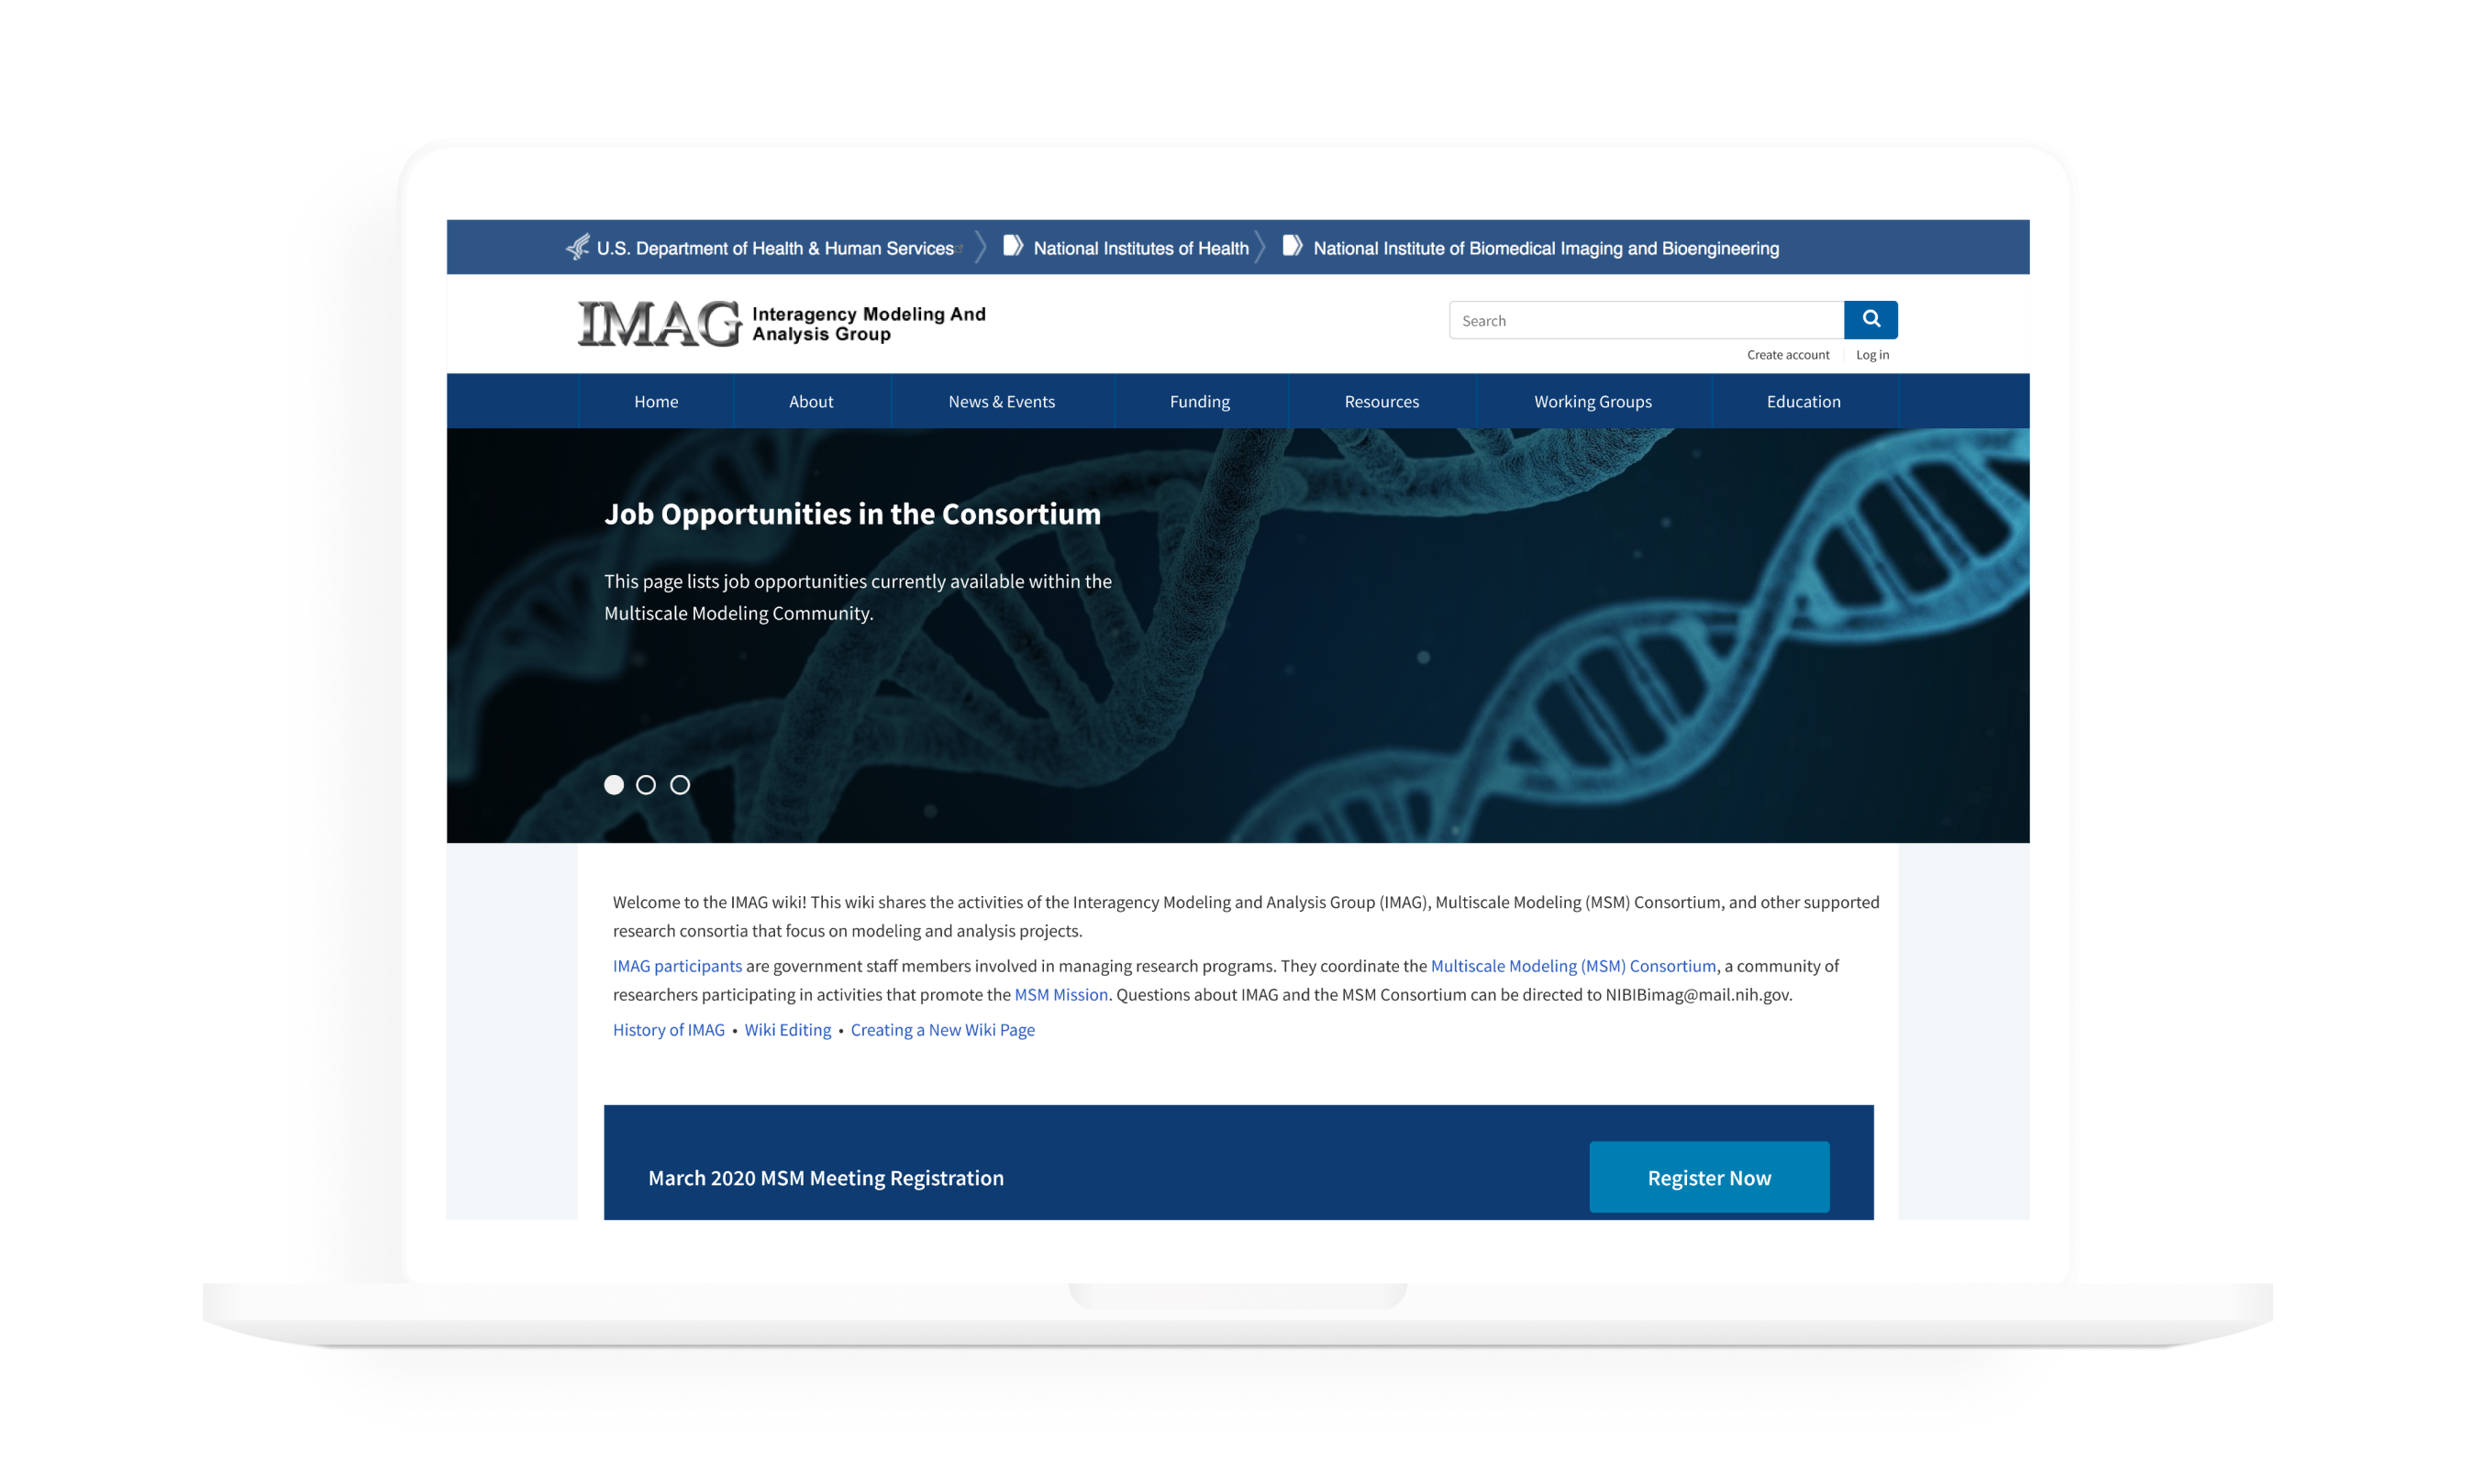 U.S. Department of Health & Human Services
National Institutes of Health
National Institute of Biomedical Imaging and Bioengineering
IMAG
Interagency Modeling And
Analysis Group
Search
Create account
Log in
Home
About
News & Events
Funding
Resources
Working Groups
Education
Job Opportunities in the Consortium
This page lists job opportunities currently available within the
Multiscale Modeling Community.
Welcome to the IMAG wiki! This wiki shares the activities of the Interagency Modeling and Analysis Group (IMAG), Multiscale Modeling (MSM) Consortium, and other supported
research consortia that focus on modeling and analysis projects.
IMAG participants are government staff members involved in managing research programs. They coordinate the Multiscale Modeling (MSM) Consortium, a community of
researchers participating in activities that promote the MSM Mission. Questions about IMAG and the MSM Consortium can be directed to NIBIBimag@mail.nih.gov.
History of IMAG • Wiki Editing • Creating a New Wiki Page
March 2020 MSM Meeting Registration
Register Now